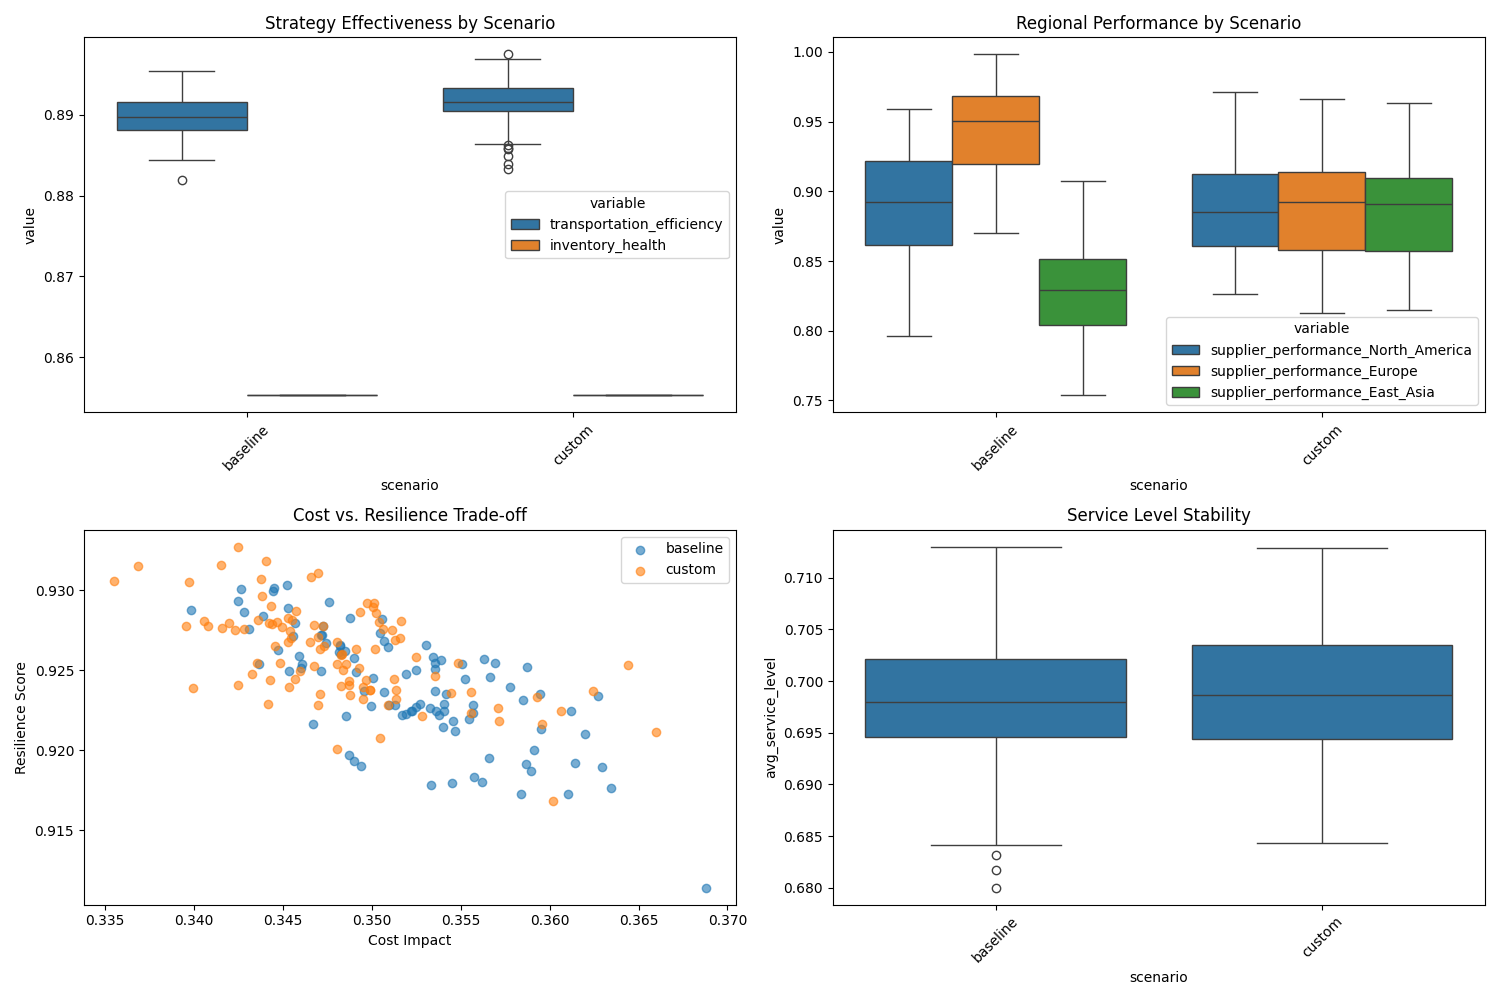 Strategy Effectiveness by Scenario
value
0.89
0.88
0.87
0.86
variable
transportation_efficiency
inventory_health
baseline
custom
scenario
Regional Performance by Scenario
value
1.00
0.95
0.90
0.85
0.80
0.75
variable
supplier_performance_North_America
supplier_performance_Europe
supplier_performance_East_Asia
baseline
custom
scenario
Cost vs. Resilience Trade-off
Resilience Score
0.930
0.925
0.920
0.915
baseline
custom
0.335 0.340 0.345 0.350 0.355 0.360 0.365 0.370
Cost Impact
Service Level Stability
avg_service_level
0.710
0.705
0.700
0.695
0.690
0.685
0.680
baseline
custom
scenario